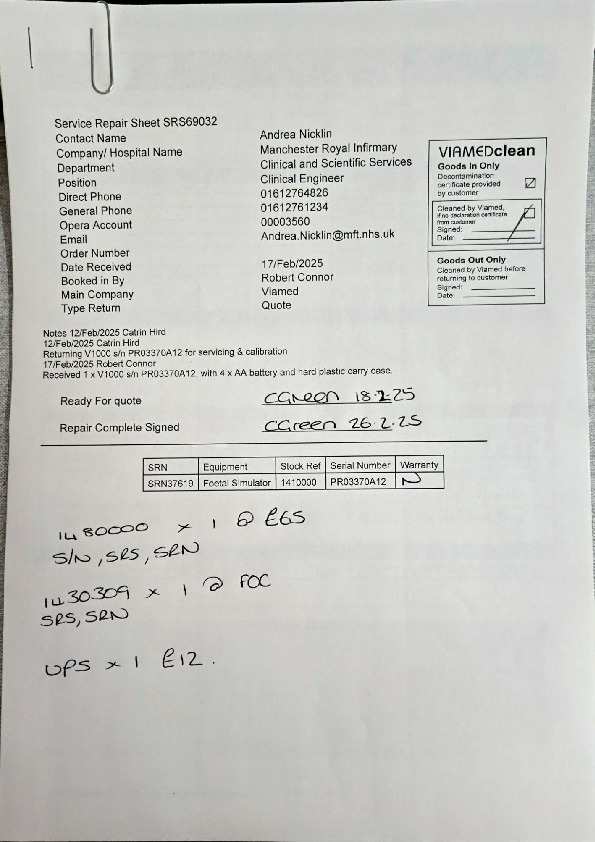 Service Repair Sheet SRS69032
Contact Name Andrea Nicklin
Company/ Hospital Name Manchester Royal Infirmary
Department Clinical and Scientific Services
Position Clinical Engineer
Direct Phone 01612764826
General Phone 01612761234
Opera Account 00003560
Email Andrea.Nicklin@mft.nhs.uk
Order Number
Date Received 17/Feb/2025
Booked in By Robert Connor
Main Company Viamed
Type Return Quote
VIAMEDclean
Goods In Only
Decontamination
certificate provided
by customer
Cleaned by Viamed,
if no declaration certificate
from customer
Signed:
Date:
Goods Out Only
Cleaned by Viamed before
returning to customer
Signed:
Date:
Notes 12/Feb/2025 Catrin Hird
12/Feb/2025 Catrin Hird
Returning V1000 s/n PR03370A12 for servicing & calibration
17/Feb/2025 Robert Connor
Received 1 x V1000 s/n PR03370A12, with 4 x AA battery and hard plastic carry case.
Ready For quote CGreen 18.2.25
Repair Complete Signed CGreen 26.2.25
SRN Equipment Stock Ref Serial Number Warranty
SRN37619 Foetal Simulator 1410000 PR03370A12 N
1480000 x 1 @ £65
S/N, SRS, SRN
1430309 x 1 @ FOC
SRS, SRN
UPS x 1 £12.